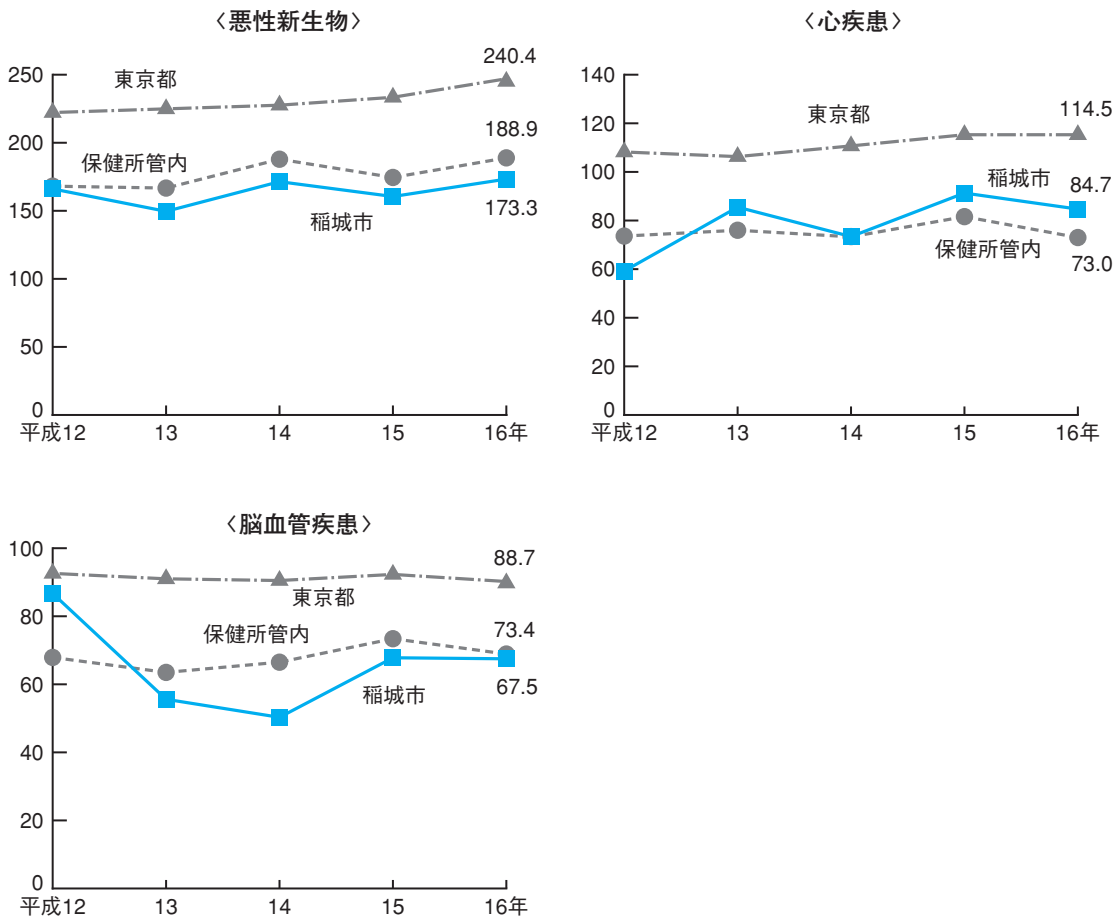 〈悪性新生物〉
240.4
250
東京都
200
188.9
保健所管内
150
173.3
稲城市
100
50
0
平成12 13 14 15 16年
〈心疾患〉
140
114.5
120
東京都
100
稲城市
84.7
80
保健所管内
73.0
60
40
20
0
平成12 13 14 15 16年
〈脳血管疾患〉
100
88.7
東京都
80
保健所管内
73.4
60
67.5
稲城市
40
20
0
平成12 13 14 15 16年